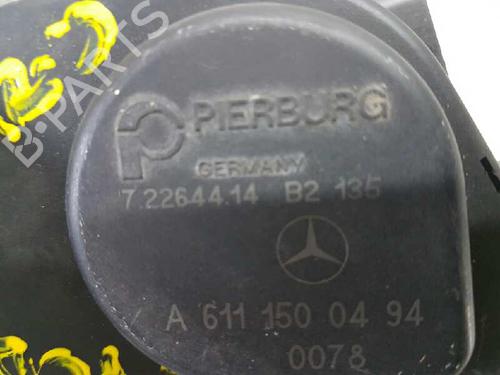 B-PARTS
PIERBURG
GERMANY
7.22644.14 B2 135
A 611 150 04 94
0078